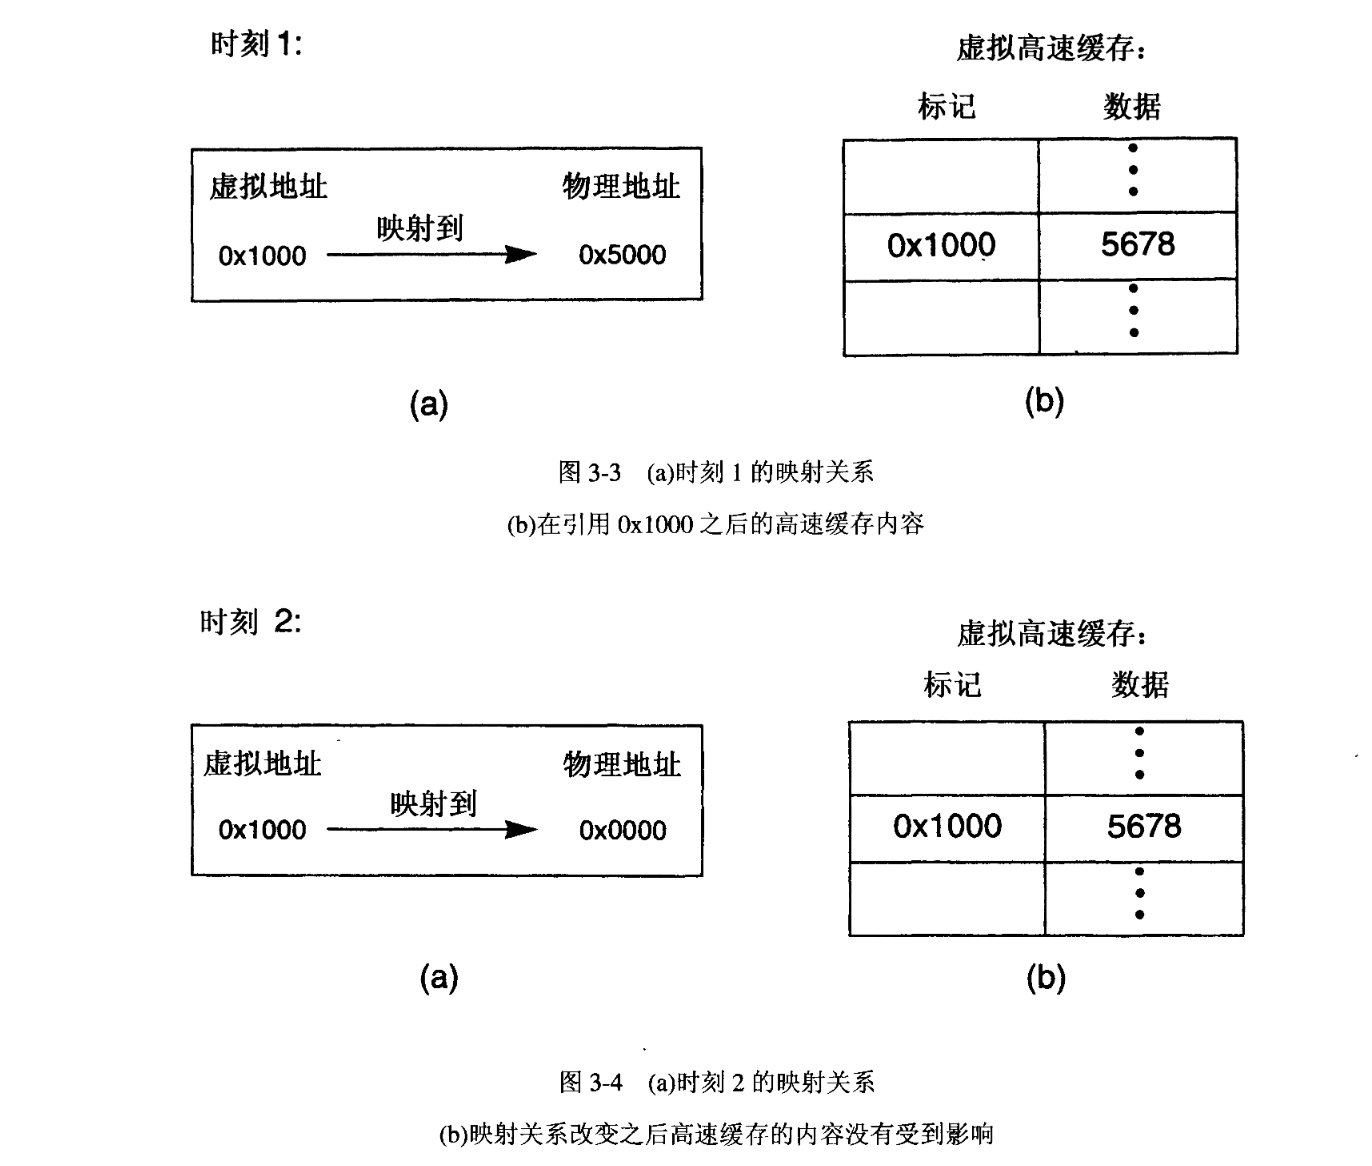 时刻 1:
虚拟高速缓存：
标记 数据
虚拟地址 物理地址
映射到
0x1000 0x5000
0x1000 5678
(a) (b)
图 3-3 (a)时刻 1 的映射关系
(b)在引用 0x1000 之后的高速缓存内容
时刻 2:
虚拟高速缓存：
标记 数据
虚拟地址 物理地址
映射到
0x1000 0x0000
0x1000 5678
(a) (b)
图 3-4 (a)时刻 2 的映射关系
(b)映射关系改变之后高速缓存的内容没有受到影响